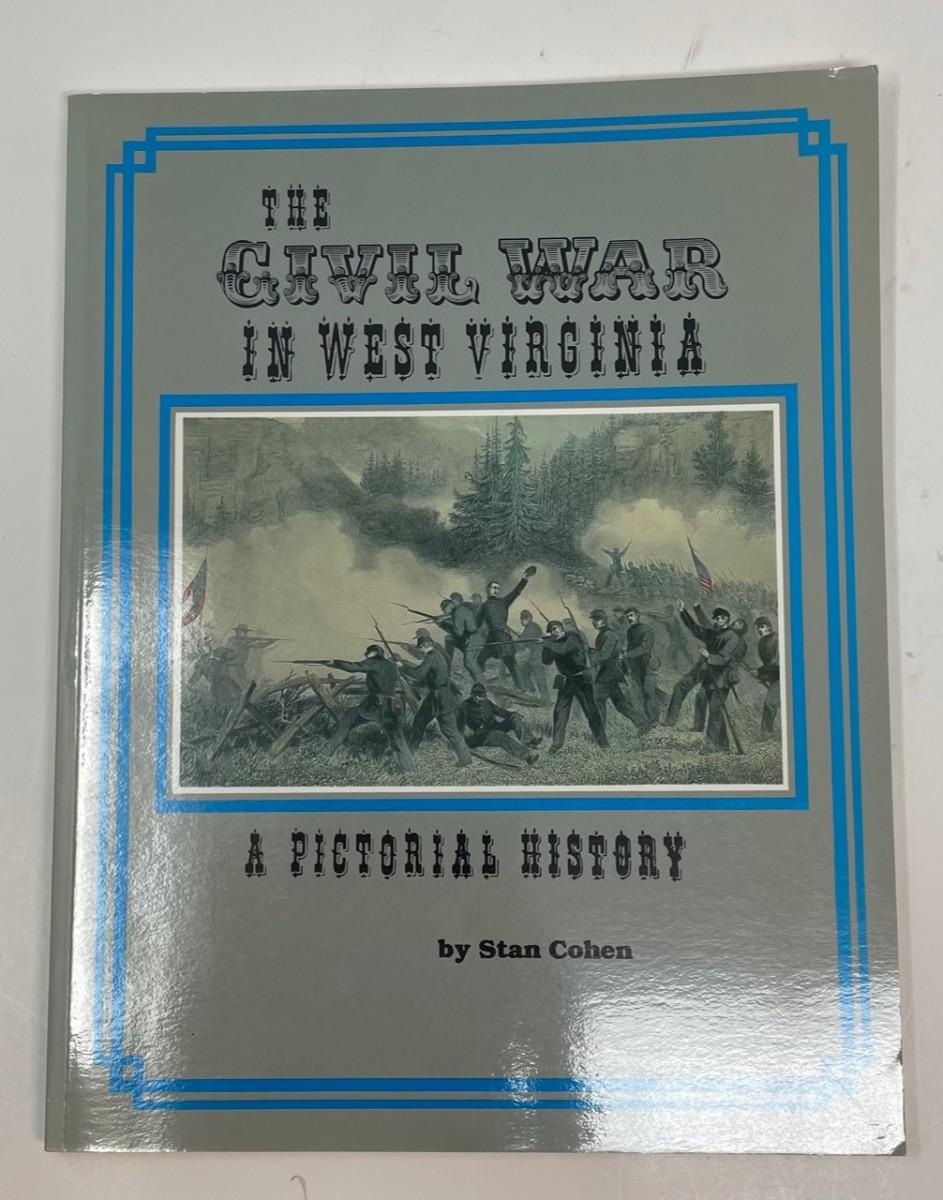 THE
CIVIL WAR
IN WEST VIRGINIA
A PICTORIAL HISTORY
by Stan Cohen